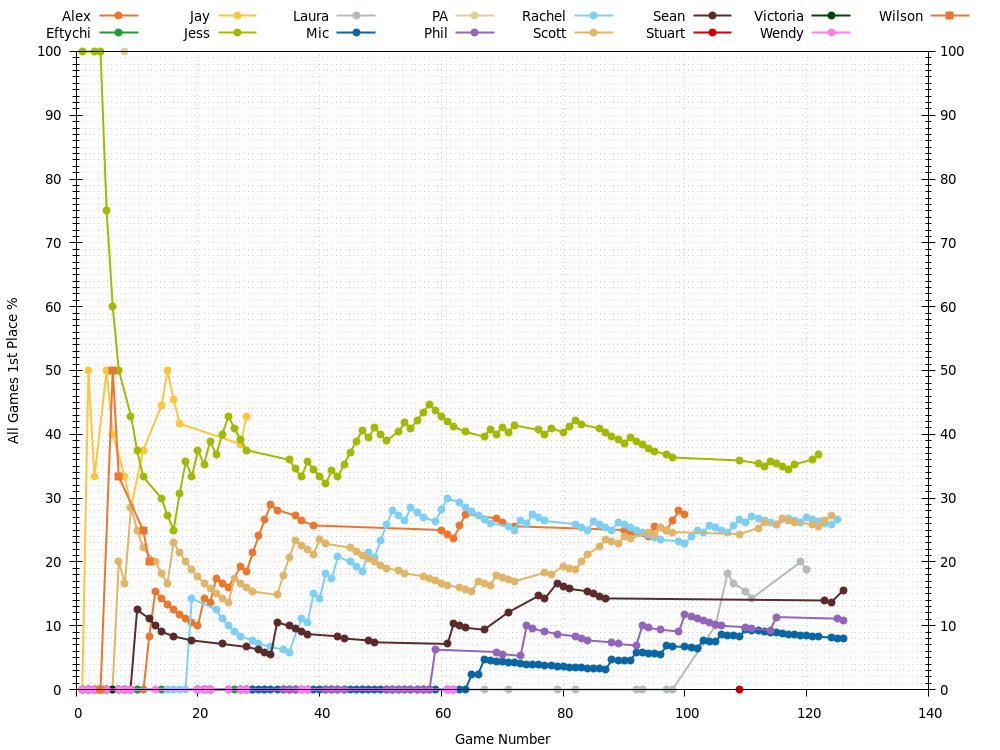 Alex Jay Laura PA Rachel Sean Victoria Wilson
Eftychi Jess Mic Phil Scott Stuart Wendy
100 100
90 90
80 80
70 70
60 60
50 50
40 40
30 30
20 20
10 10
0 0
0 20 40 60 80 100 120 140
All Games 1st Place %
Game Number